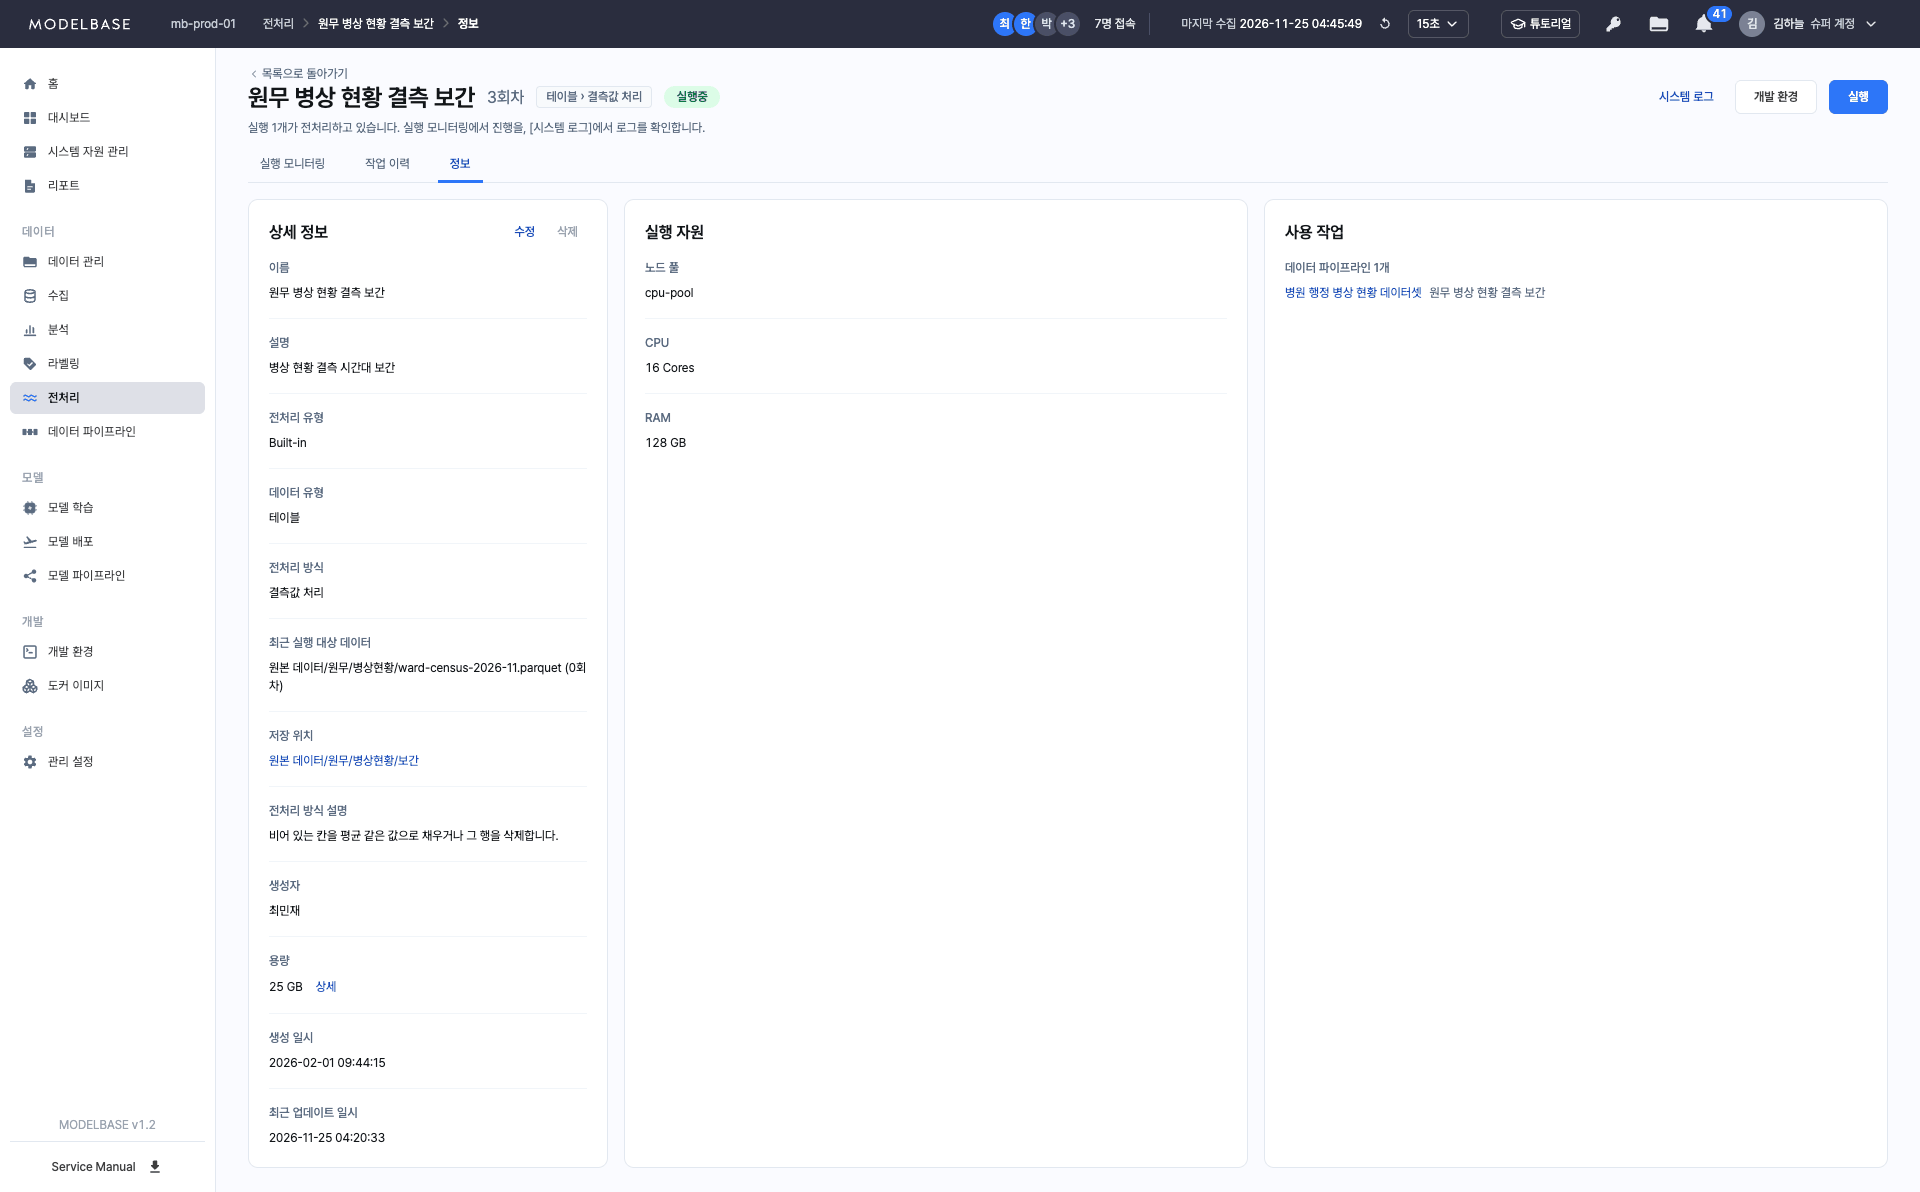 MODELBASE
mb-prod-01
전처리 > 원무 병상 현황 결측 보간 > 정보
최 한 박 +3 7명 접속
마지막 수집 2026-11-25 04:45:49
15초
튜토리얼
41
김 김하늘 슈퍼 계정
홈
대시보드
시스템 자원 관리
리포트
데이터
데이터 관리
수집
분석
라벨링
전처리
데이터 파이프라인
모델
모델 학습
모델 배포
모델 파이프라인
개발
개발 환경
도커 이미지
설정
관리 설정
MODELBASE v1.2
Service Manual
목록으로 돌아가기
원무 병상 현황 결측 보간 3회차 테이블 › 결측값 처리 실행중
실행 1개가 전처리하고 있습니다. 실행 모니터링에서 진행을, [시스템 로그]에서 로그를 확인합니다.
시스템 로그 개발 환경 실행
실행 모니터링 작업 이력 정보
상세 정보 수정 삭제
이름
원무 병상 현황 결측 보간
설명
병상 현황 결측 시간대 보간
전처리 유형
Built-in
데이터 유형
테이블
전처리 방식
결측값 처리
최근 실행 대상 데이터
원본 데이터/원무/병상현황/ward-census-2026-11.parquet (0회
차)
저장 위치
원본 데이터/원무/병상현황/보간
전처리 방식 설명
비어 있는 칸을 평균 같은 값으로 채우거나 그 행을 삭제합니다.
생성자
최민재
용량
25 GB 상세
생성 일시
2026-02-01 09:44:15
최근 업데이트 일시
2026-11-25 04:20:33
실행 자원
노드 풀
cpu-pool
CPU
16 Cores
RAM
128 GB
사용 작업
데이터 파이프라인 1개
병원 행정 병상 현황 데이터셋 원무 병상 현황 결측 보간